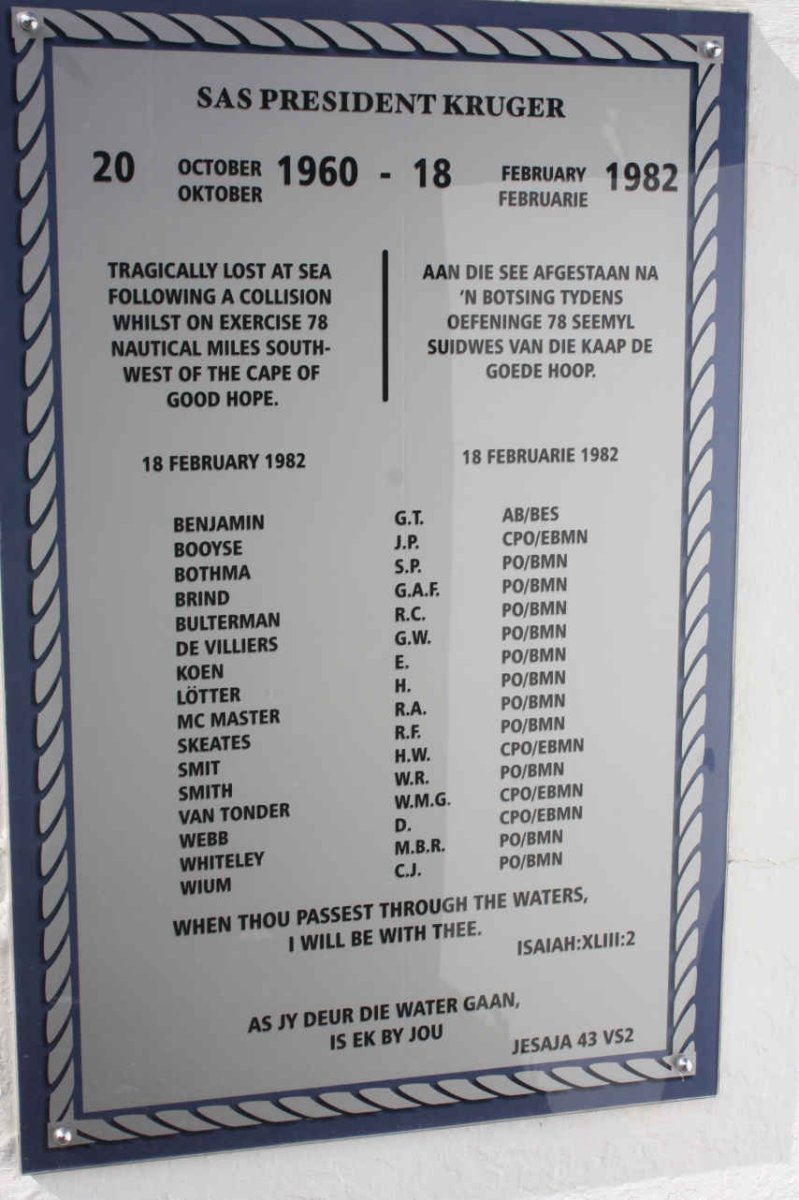 SAS PRESIDENT KRUGER
20 OCTOBER 1960 - 18 FEBRUARY 1982
OKTOBER FEBRUARIE
TRAGICALLY LOST AT SEA
FOLLOWING A COLLISION
WHILST ON EXERCISE 78
NAUTICAL MILES SOUTH-
WEST OF THE CAPE OF
GOOD HOPE.
18 FEBRUARY 1982
AAN DIE SEE AFGESTAAN NA
'N BOTSING TYDENS
OEFENINGE 78 SEEMYL
SUIDWES VAN DIE KAAP DE
GOEDE HOOP.
18 FEBRUARIE 1982
BENJAMIN G.T. AB/BES
BOOYSE J.P. CPO/EBMN
BOTHMA S.P. PO/BMN
BRIND G.A.F. PO/BMN
BULTERMAN R.C. PO/BMN
DE VILLIERS G.W. PO/BMN
KOEN E. PO/BMN
LÖTTER H. PO/BMN
MC MASTER R.A. PO/BMN
SKEATES R.F. PO/BMN
SMIT H.W. CPO/EBMN
SMITH W.R. PO/BMN
VAN TONDER W.M.G. CPO/EBMN
WEBB D. CPO/EBMN
WHITELEY M.B.R. PO/BMN
WIUM C.J. PO/BMN
WHEN THOU PASSEST THROUGH THE WATERS,
I WILL BE WITH THEE.
ISAIAH:XLIII:2
AS JY DEUR DIE WATER GAAN,
IS EK BY JOU
JESAJA 43 VS2